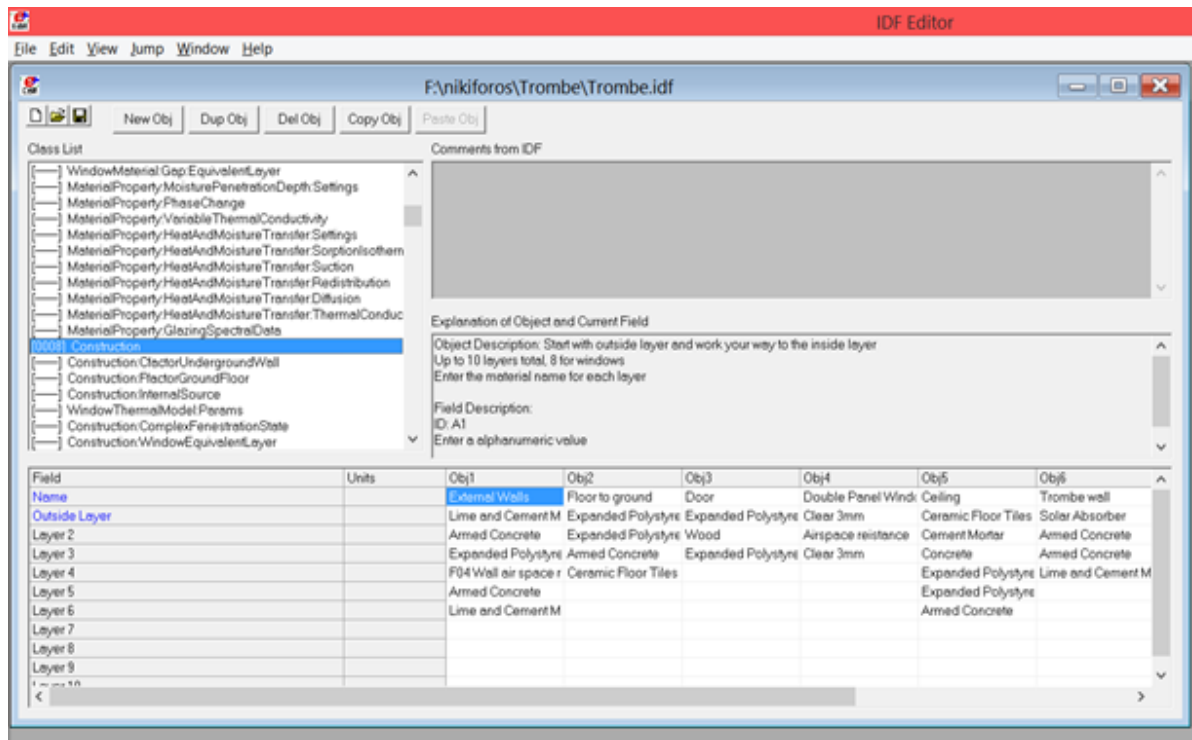 IDF Editor
File Edit View Jump Window Help
F:\nikiforos\Trombe\Trombe.idf
New Obj Dup Obj Del Obj Copy Obj Paste Obj
Class List
[-----] WindowMaterial:Gap:EquivalentLayer
[-----] MaterialProperty:MoisturePenetrationDepth:Settings
[-----] MaterialProperty:PhaseChange
[-----] MaterialProperty:VariableThermalConductivity
[-----] MaterialProperty:HeatAndMoistureTransfer:Settings
[-----] MaterialProperty:HeatAndMoistureTransfer:SorptionIsotherm
[-----] MaterialProperty:HeatAndMoistureTransfer:Suction
[-----] MaterialProperty:HeatAndMoistureTransfer:Redistribution
[-----] MaterialProperty:HeatAndMoistureTransfer:Diffusion
[-----] MaterialProperty:HeatAndMoistureTransfer:ThermalConduc
[-----] MaterialProperty:GlazingSpectralData
[0008] Construction
[-----] Construction:CfactorUndergroundWall
[-----] Construction:FfactorGroundFloor
[-----] Construction:InternalSource
[-----] WindowThermalModel:Params
[-----] Construction:ComplexFenestrationState
[-----] Construction:WindowEquivalentLayer
Comments from IDF
Explanation of Object and Current Field
Object Description: Start with outside layer and work your way to the inside layer
Up to 10 layers total, 8 for windows
Enter the material name for each layer
Field Description:
ID: A1
Enter a alphanumeric value
Field Units Obj1 Obj2 Obj3 Obj4 Obj5 Obj6
Name External Walls Floor to ground Door Double Panel Wind Ceiling Trombe wall
Outside Layer Lime and Cement M Expanded Polystyre Expanded Polystyre Clear 3mm Ceramic Floor Tiles Solar Absorber
Layer 2 Armed Concrete Expanded Polystyre Wood Airspace reistance Cement Mortar Armed Concrete
Layer 3 Expanded Polystyre Armed Concrete Expanded Polystyre Clear 3mm Concrete Armed Concrete
Layer 4 F04 Wall air space r Ceramic Floor Tiles Expanded Polystyre Lime and Cement M
Layer 5 Armed Concrete Expanded Polystyre
Layer 6 Lime and Cement M Armed Concrete
Layer 7
Layer 8
Layer 9
Layer 10